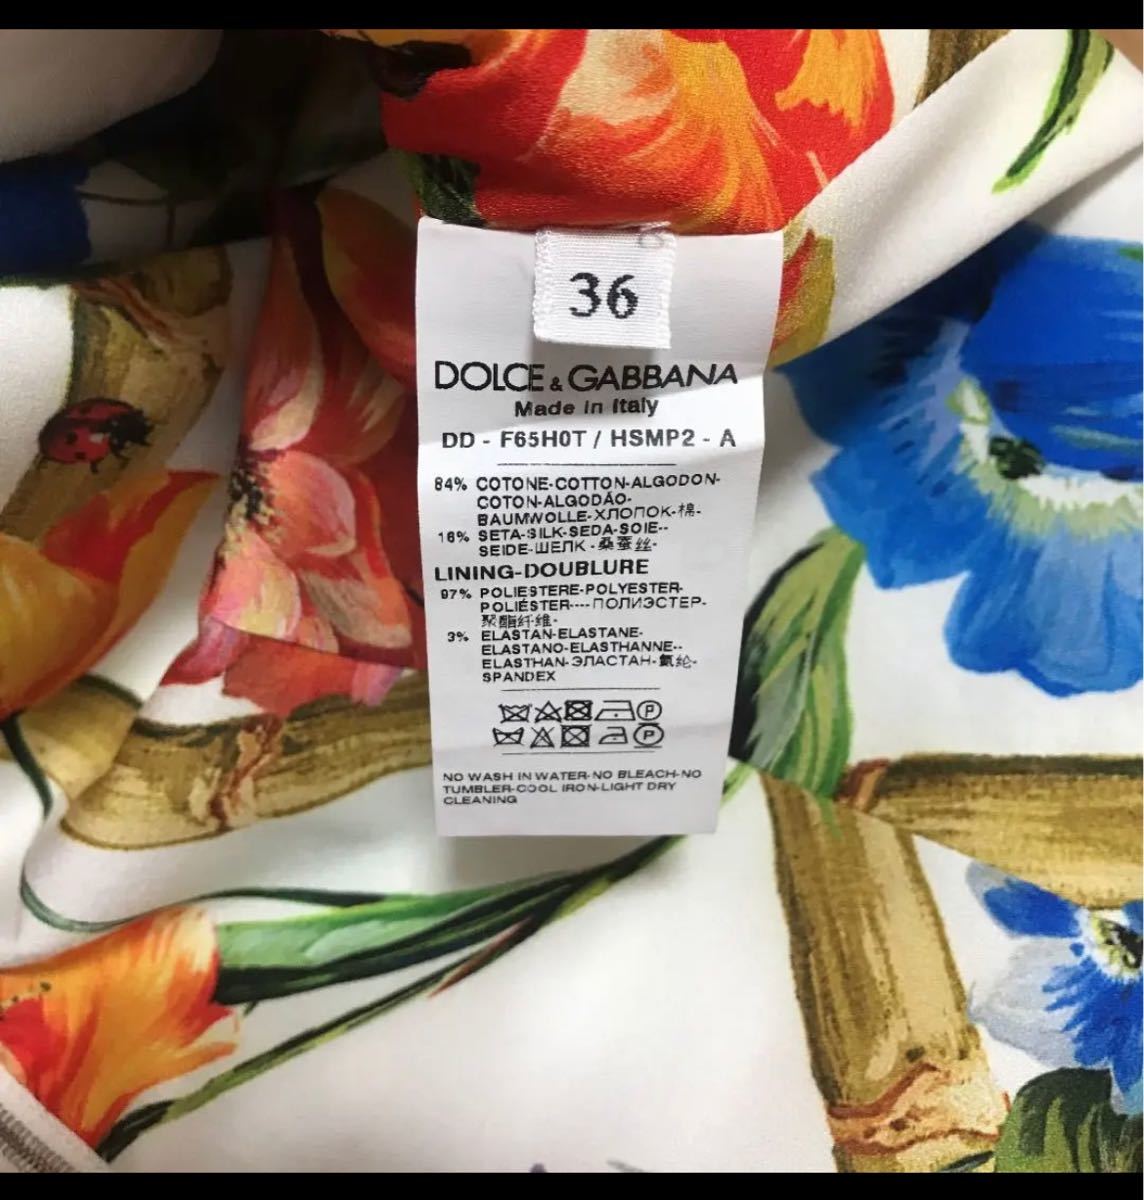 36
DOLCE & GABBANA
Made in Italy
DD - F65H0T / HSMP2 - A
84% COTONE-COTTON-ALGODON-
COTON-ALGODÃO-
BAUMWOLLE-ХЛОПОК-棉-
16% SETA-SILK-SEDA-SOIE--
SEIDE-ШЕЛК -桑蚕丝-
LINING-DOUBLURE
97% POLIESTERE-POLYESTER-
POLIÉSTER----ПОЛИЭСТЕР-
聚酯纤维-
3% ELASTAN-ELASTANE-
ELASTANO-ELASTHANNE--
ELASTHAN-ЭЛАСТАН-氨纶-
SPANDEX
P
P
NO WASH IN WATER-NO BLEACH-NO
TUMBLER-COOL IRON-LIGHT DRY
CLEANING